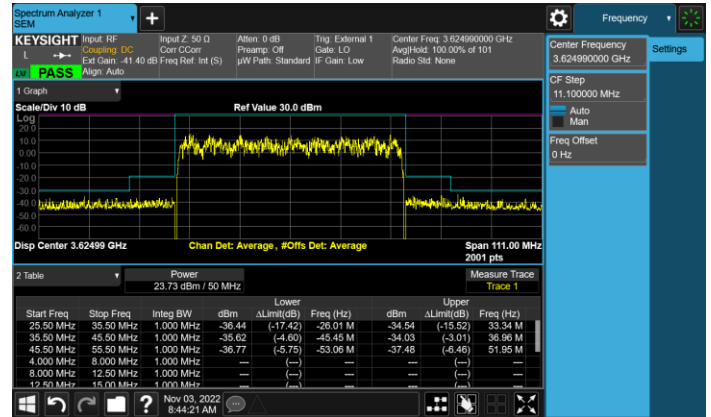 Spectrum Analyzer 1
SEM
Frequency
KEYSIGHT
L
LXI
PASS
Input: RF
Coupling: DC
Ext Gain: -41.40 dB
Align: Auto
Input Z: 50 Ω
Corr CCorr
Freq Ref: Int (S)
Atten: 0 dB
Preamp: Off
µW Path: Standard
Trig: External 1
Gate: LO
IF Gain: Low
Center Freq: 3.624990000 GHz
Avg|Hold: 100.00% of 101
Radio Std: None
Center Frequency
3.624990000 GHz
Settings
CF Step
11.100000 MHz
Auto
Man
Freq Offset
0 Hz
1 Graph
Scale/Div 10 dB
Ref Value 30.0 dBm
Log
20.0
10.0
0.00
-10.0
-20.0
-30.0
-40.0
-50.0
-60.0
Disp Center 3.62499 GHz
Chan Det: Average , #Offs Det: Average
Span 111.00 MHz
2001 pts
2 Table
Power
23.73 dBm / 50 MHz
Measure Trace
Trace 1
Lower Upper
Start Freq Stop Freq Integ BW dBm ΔLimit(dB) Freq (Hz) dBm ΔLimit(dB) Freq (Hz)
25.50 MHz 35.50 MHz 1.000 MHz -36.44 (-17.42) -26.01 M -34.54 (-15.52) 33.34 M
35.50 MHz 45.50 MHz 1.000 MHz -35.62 (-4.60) -45.45 M -34.03 (-3.01) 36.96 M
45.50 MHz 55.50 MHz 1.000 MHz -36.77 (-5.75) -53.06 M -37.48 (-6.46) 51.95 M
4.000 MHz 8.000 MHz 1.000 MHz --- (---) --- --- (---) ---
8.000 MHz 12.50 MHz 1.000 MHz --- (---) --- --- (---) ---
12.50 MHz 15.00 MHz 1.000 MHz --- (---) --- --- (---) ---
?
Nov 03, 2022
8:44:21 AM